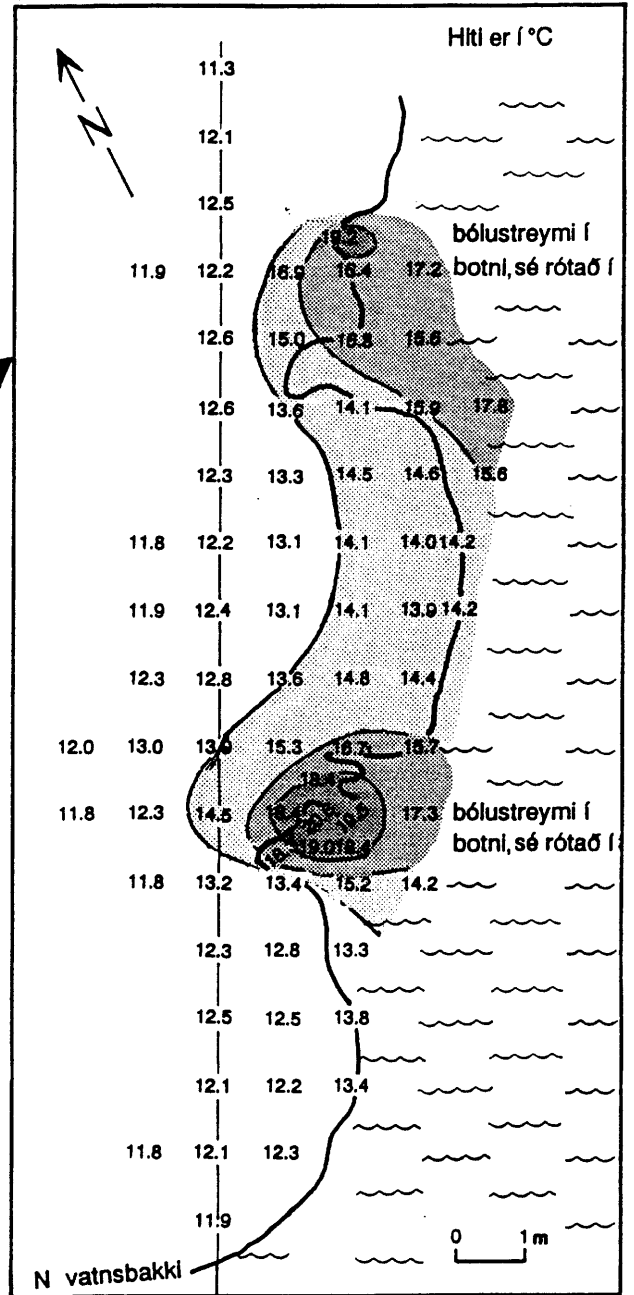 Hiti er í °C
N
11.3
12.1
12.5
19.2
bólustreymi í
11.9 12.2 16.9 16.4 17.2 botni, sé rótað í
12.6 15.0 15.6
12.6 13.6 14.1 15.9 17.8
12.3 13.3 14.5 14.6 15.6
11.8 12.2 13.1 14.1 14.0 14.2
11.9 12.4 13.1 14.1 13.9 14.2
12.3 12.8 13.6 14.8 14.4
12.0 13.0 13.9 15.3 16.7 15.7
18.4
11.8 12.3 14.5 17.3 bólustreymi í
19.0 botni, sé rótað í
11.8 13.2 13.4 15.2 14.2
12.3 12.8 13.3
12.5 12.5 13.8
12.1 12.2 13.4
11.8 12.1 12.3
11.9
0 1 m
N vatnsbakki